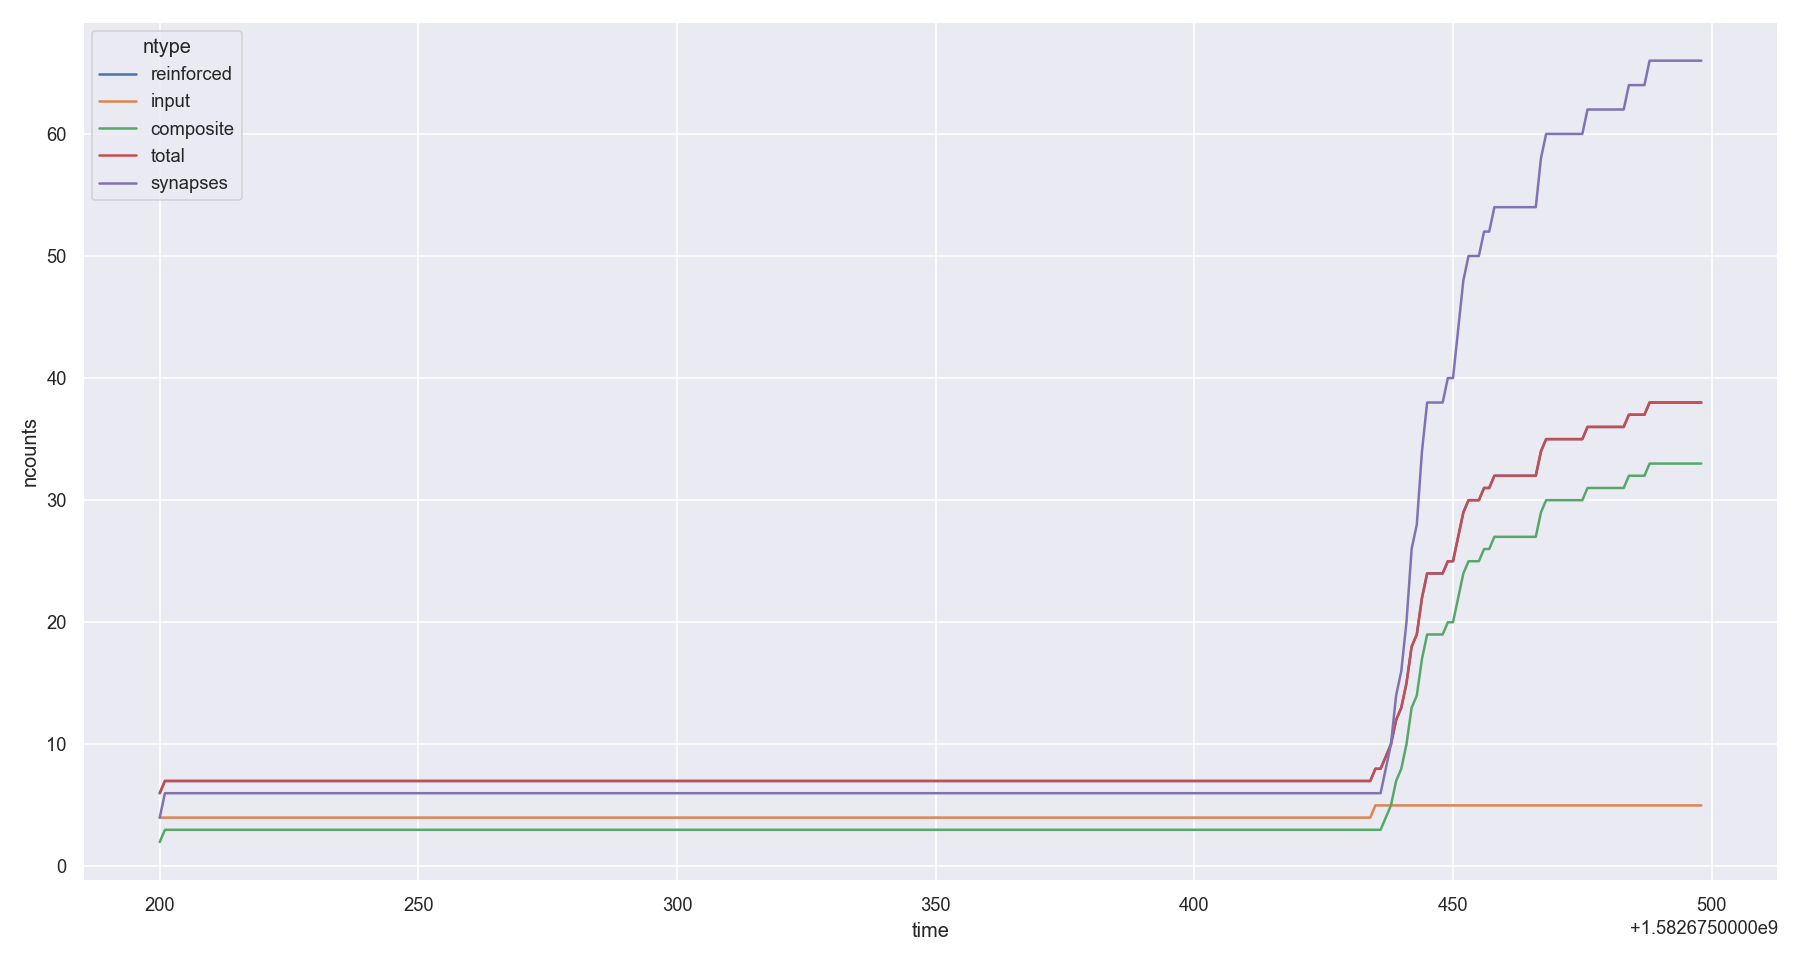 ntype
reinforced
input
composite
total
synapses
60
50
40
30
20
10
0
ncounts
200 250 300 350 400 450 500
time
+1.5826750000e9